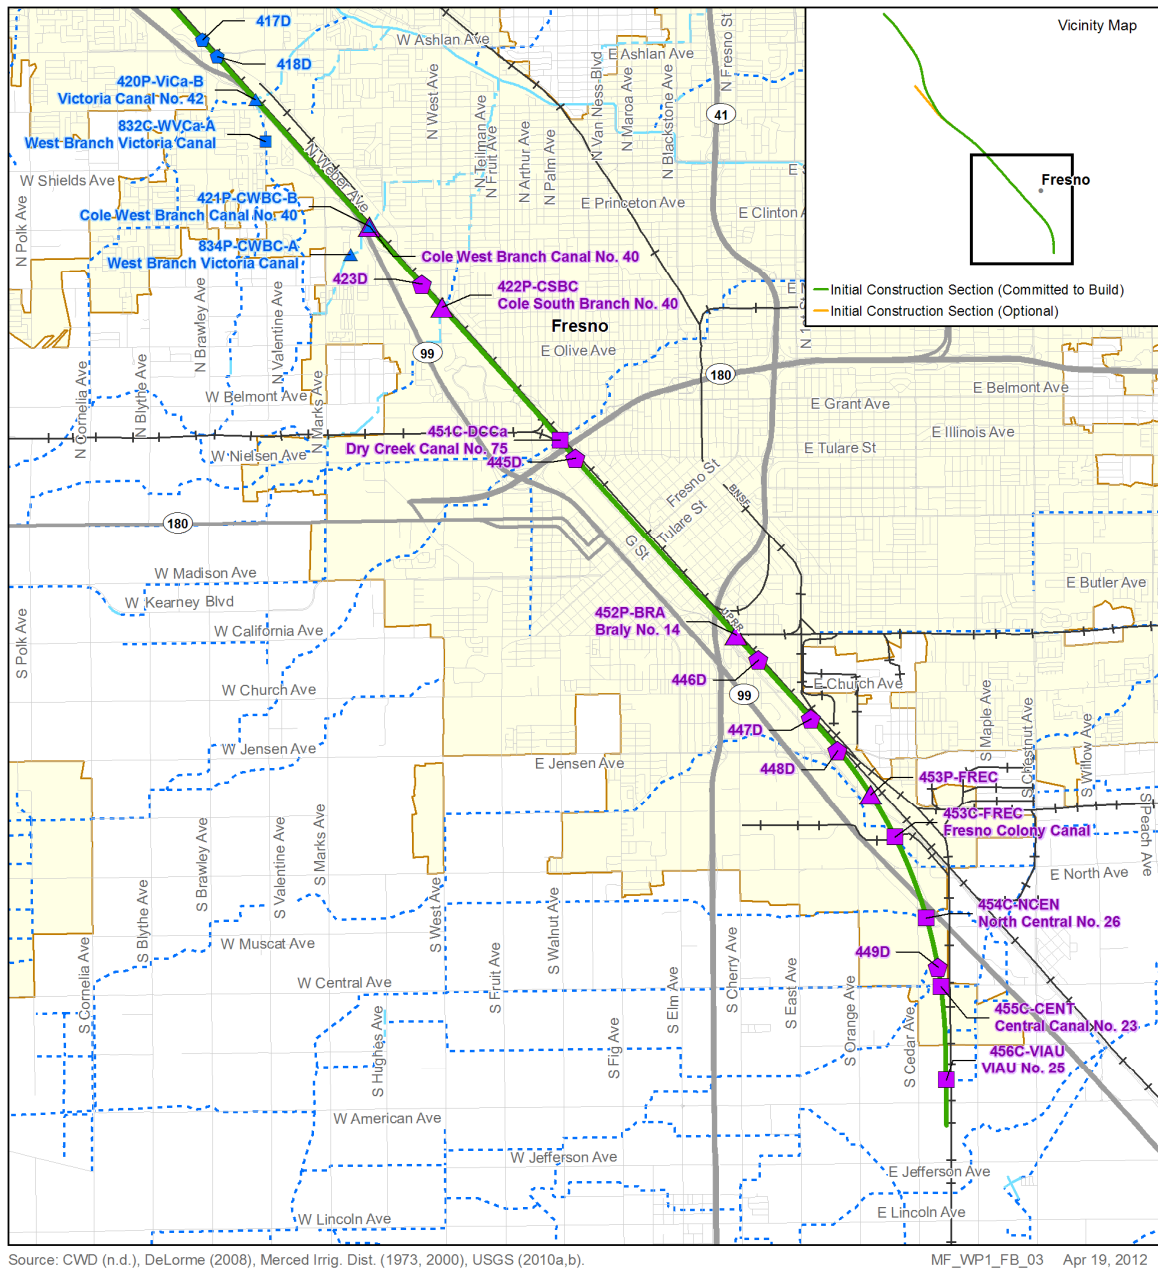 417D
418D
W Ashlan Ave
E Ashlan Ave
N Fresno St
Vicinity Map
Fresno
420P-ViCa-B
Victoria Canal No. 42
832C-WVCa-A
West Branch Victoria Canal
N West Ave
N Teilman Ave
N Fruit Ave
N Arthur Ave
N Palm Ave
N Van Ness Blvd
N Maroa Ave
N Blackstone Ave
41
N Weber Ave
W Shields Ave
N Polk Ave
421P-CWBC-B
Cole West Branch Canal No. 40
834P-CWBC-A
West Branch Victoria Canal
E Princeton Ave
E Clinton A
Cole West Branch Canal No. 40
423D
422P-CSBC
Cole South Branch No. 40
Initial Construction Section (Committed to Build)
Initial Construction Section (Optional)
Fresno
N Brawley Ave
N Valentine Ave
N Cornelia Ave
N Blythe Ave
N Marks Ave
99
E Olive Ave
180
E Belmont Ave
W Belmont Ave
E Grant Ave
E Illinois Ave
E Tulare St
451C-DCCa
Dry Creek Canal No. 75
445D
W Nielsen Ave
180
Fresno St
Tulare St
G St
BNSF
W Madison Ave
W Kearney Blvd
W California Ave
E Butler Ave
S Polk Ave
452P-BRA
Braly No. 14
UPRR
446D
99
W Church Ave
E Church Ave
447D
W Jensen Ave
E Jensen Ave
448D
453P-FREC
453C-FREC
Fresno Colony Canal
S Maple Ave
S Chestnut Ave
S Willow Ave
S Peach Ave
E North Ave
S Brawley Ave
S Valentine Ave
S Marks Ave
S Blythe Ave
S West Ave
S Walnut Ave
454C-NCEN
North Central No. 26
W Muscat Ave
449D
S Cornelia Ave
W Central Ave
S Fruit Ave
S Elm Ave
S Cherry Ave
S East Ave
S Orange Ave
S Cedar Ave
455C-CENT
Central Canal No. 23
S Hughes Ave
S Fig Ave
456C-VIAU
VIAU No. 25
W American Ave
W Jefferson Ave
E Jefferson Ave
W Lincoln Ave
E Lincoln Ave
Source: CWD (n.d.), DeLorme (2008), Merced Irrig. Dist. (1973, 2000), USGS (2010a,b).
MF_WP1_FB_03 Apr 19, 2012